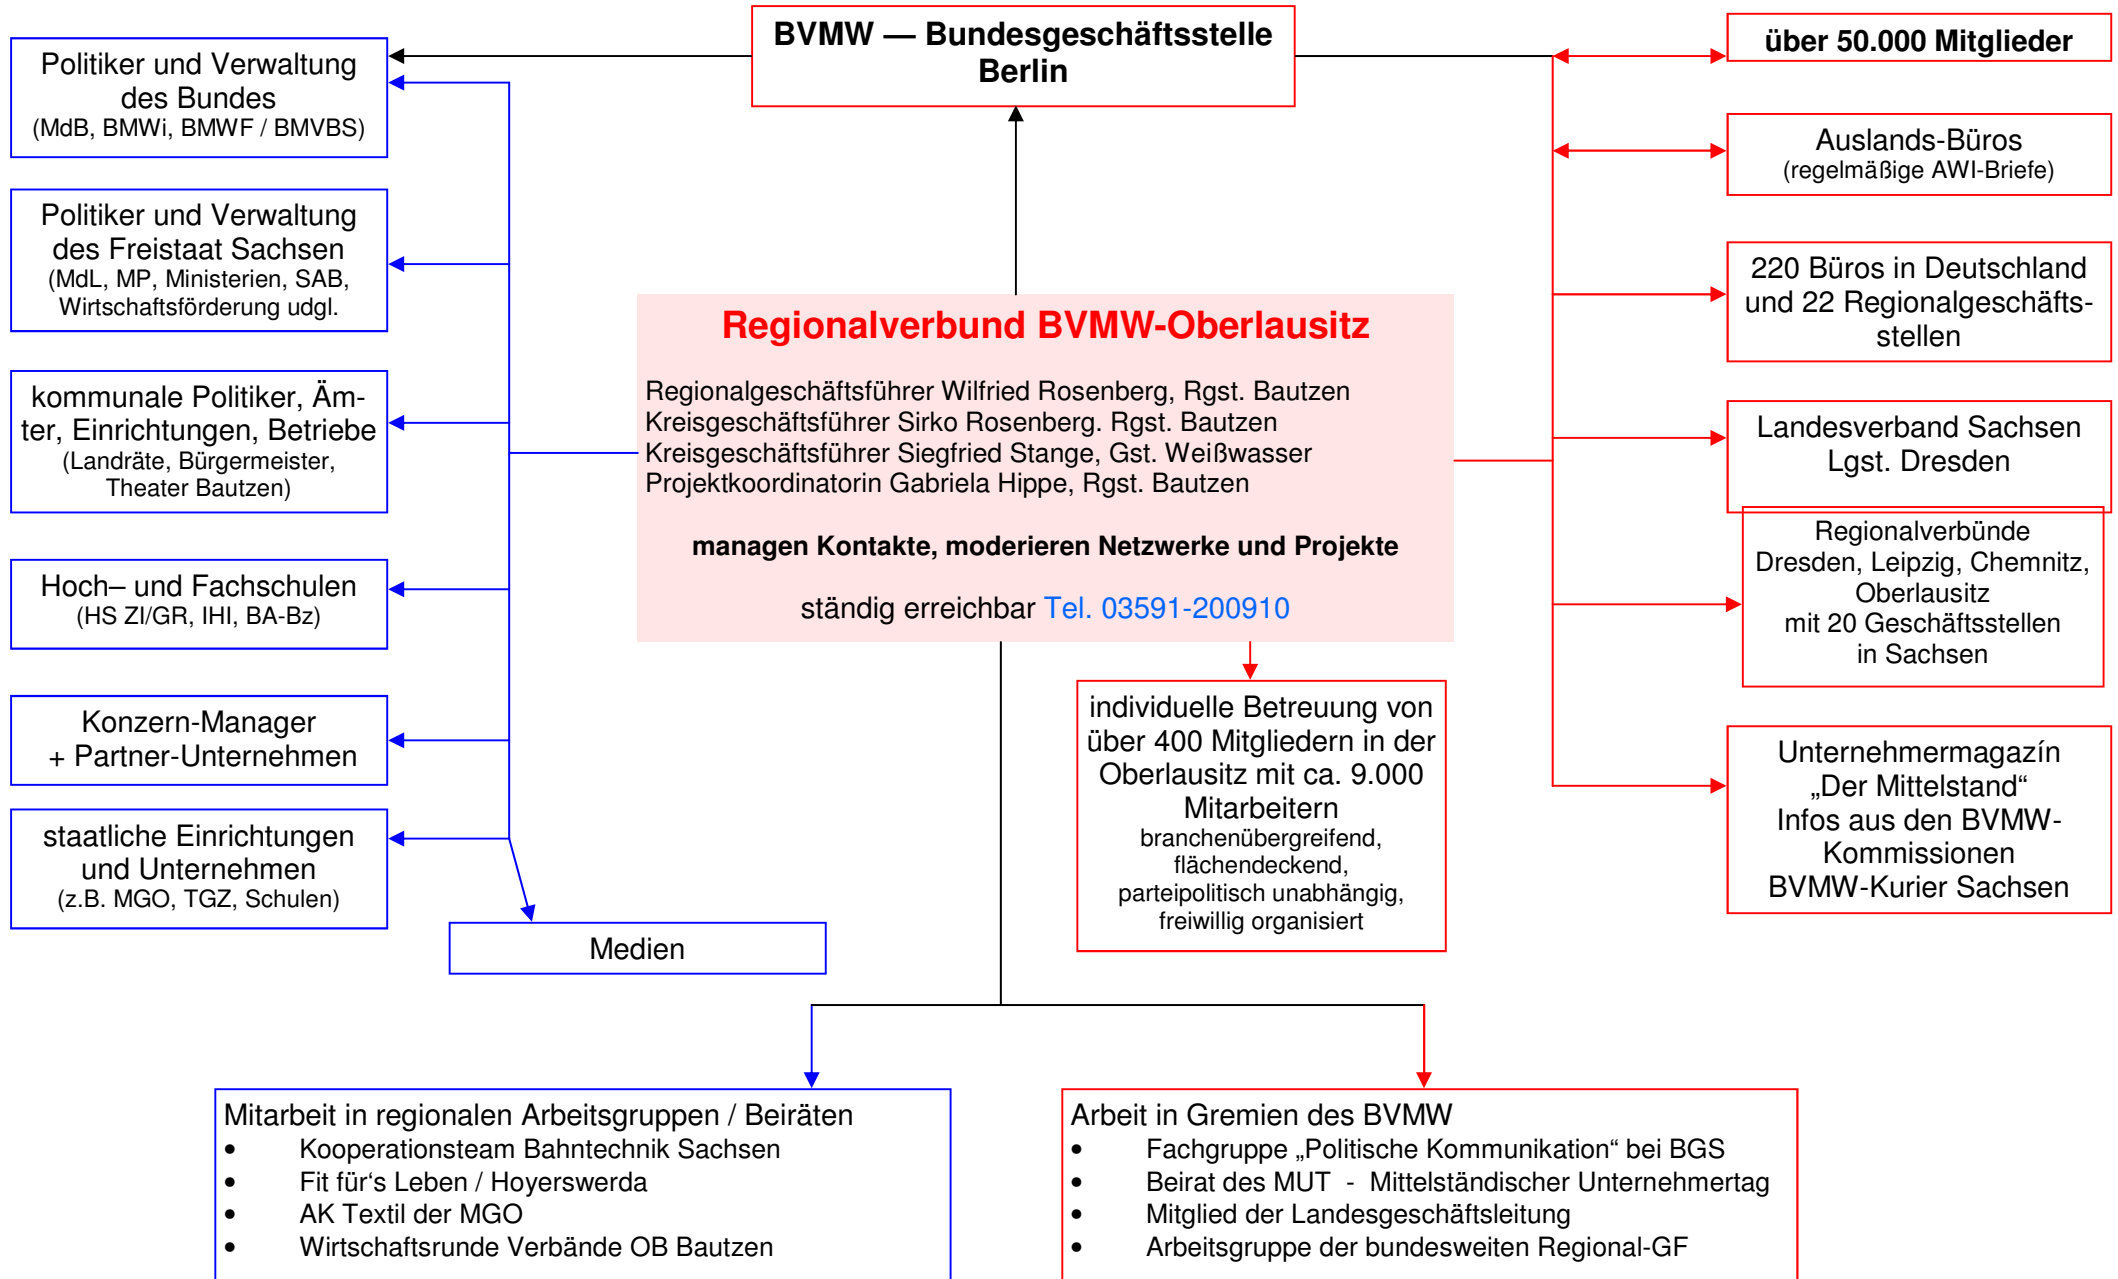 BVMW — Bundesgeschäftsstelle
Berlin
Politiker und Verwaltung
des Bundes
(MdB, BMWi, BMWF / BMVBS)
Politiker und Verwaltung
des Freistaat Sachsen
(MdL, MP, Ministerien, SAB,
Wirtschaftsförderung udgl.
kommunale Politiker, Äm-
ter, Einrichtungen, Betriebe
(Landräte, Bürgermeister,
Theater Bautzen)
Hoch– und Fachschulen
(HS ZI/GR, IHI, BA-Bz)
Konzern-Manager
+ Partner-Unternehmen
staatliche Einrichtungen
und Unternehmen
(z.B. MGO, TGZ, Schulen)
Medien
Regionalverbund BVMW-Oberlausitz
Regionalgeschäftsführer Wilfried Rosenberg, Rgst. Bautzen
Kreisgeschäftsführer Sirko Rosenberg. Rgst. Bautzen
Kreisgeschäftsführer Siegfried Stange, Gst. Weißwasser
Projektkoordinatorin Gabriela Hippe, Rgst. Bautzen
managen Kontakte, moderieren Netzwerke und Projekte
ständig erreichbar Tel. 03591-200910
individuelle Betreuung von
über 400 Mitgliedern in der
Oberlausitz mit ca. 9.000
Mitarbeitern
branchenübergreifend,
flächendeckend,
parteipolitisch unabhängig,
freiwillig organisiert
über 50.000 Mitglieder
Auslands-Büros
(regelmäßige AWI-Briefe)
220 Büros in Deutschland
und 22 Regionalgeschäfts-
stellen
Landesverband Sachsen
Lgst. Dresden
Regionalverbünde
Dresden, Leipzig, Chemnitz,
Oberlausitz
mit 20 Geschäftsstellen
in Sachsen
Unternehmermagazín
„Der Mittelstand“
Infos aus den BVMW-
Kommissionen
BVMW-Kurier Sachsen
Mitarbeit in regionalen Arbeitsgruppen / Beiräten
• Kooperationsteam Bahntechnik Sachsen
• Fit für‘s Leben / Hoyerswerda
• AK Textil der MGO
• Wirtschaftsrunde Verbände OB Bautzen
Arbeit in Gremien des BVMW
• Fachgruppe „Politische Kommunikation“ bei BGS
• Beirat des MUT - Mittelständischer Unternehmertag
• Mitglied der Landesgeschäftsleitung
• Arbeitsgruppe der bundesweiten Regional-GF